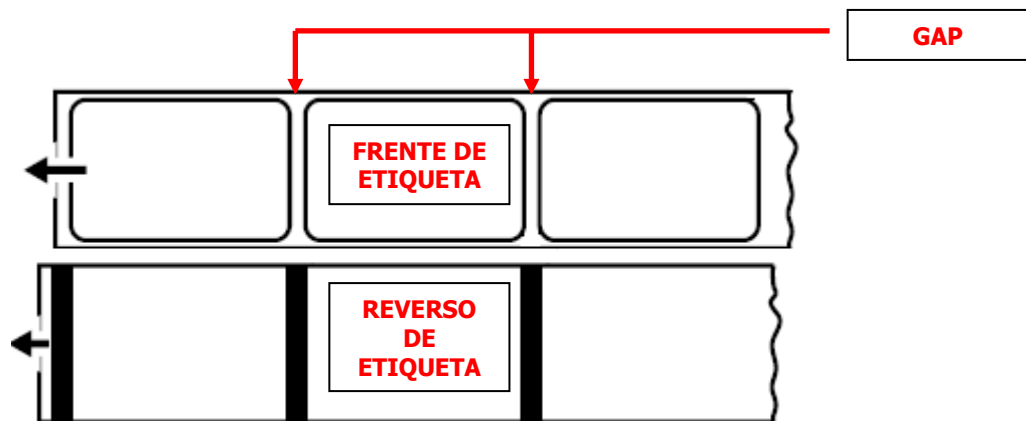 GAP
FRENTE DE
ETIQUETA
REVERSO
DE
ETIQUETA